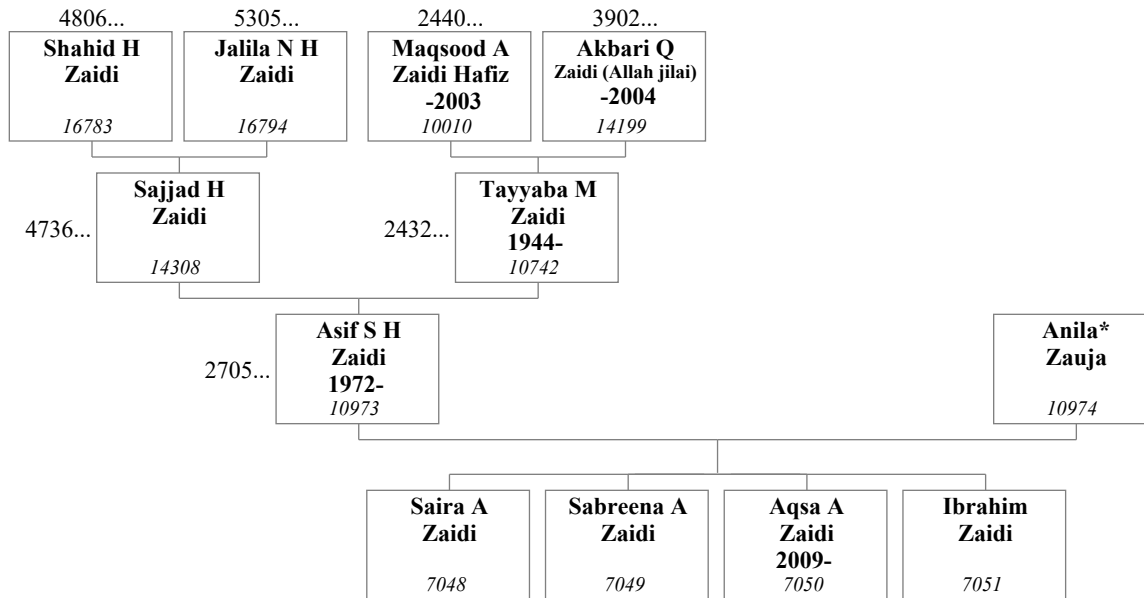 4806...
5305...
2440...
3902...
Shahid H
Zaidi
16783
Jalila N H
Zaidi
16794
Maqsood A
Zaidi Hafiz
-2003
10010
Akbari Q
Zaidi (Allah jilai)
-2004
14199
4736...
Sajjad H
Zaidi
14308
2432...
Tayyaba M
Zaidi
1944-
10742
2705...
Asif S H
Zaidi
1972-
10973
Anila*
Zauja
10974
Saira A
Zaidi
7048
Sabreena A
Zaidi
7049
Aqsa A
Zaidi
2009-
7050
Ibrahim
Zaidi
7051